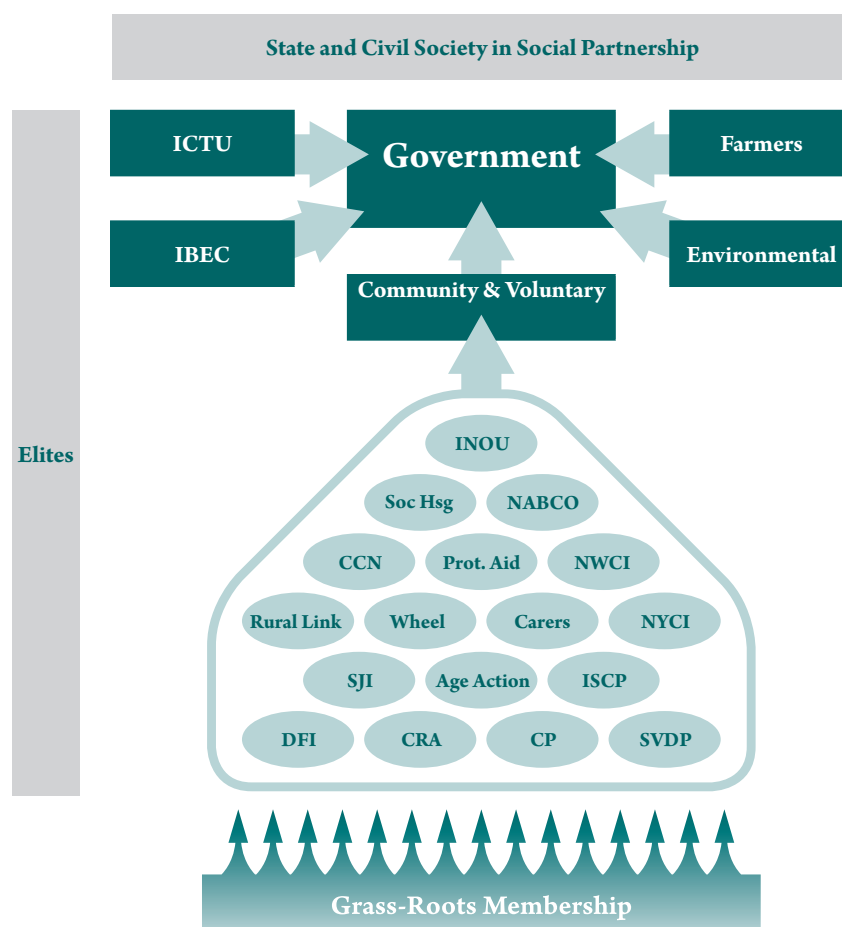 State and Civil Society in Social Partnership
ICTU
Government
Farmers
IBEC
Environmental
Community & Voluntary
Elites
INOU
Soc Hsg
NABCO
CCN
Prot. Aid
NWCI
Rural Link
Wheel
Carers
NYCI
SJI
Age Action
ISCP
DFI
CRA
CP
SVDP
Grass-Roots Membership